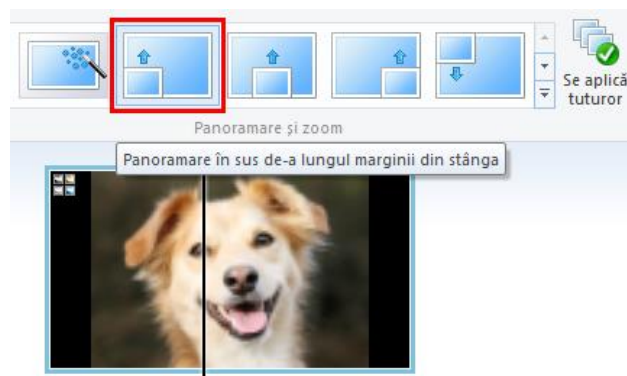 Se aplică
tuturor
Panoramare și zoom
Panoramare în sus de-a lungul marginii din stânga